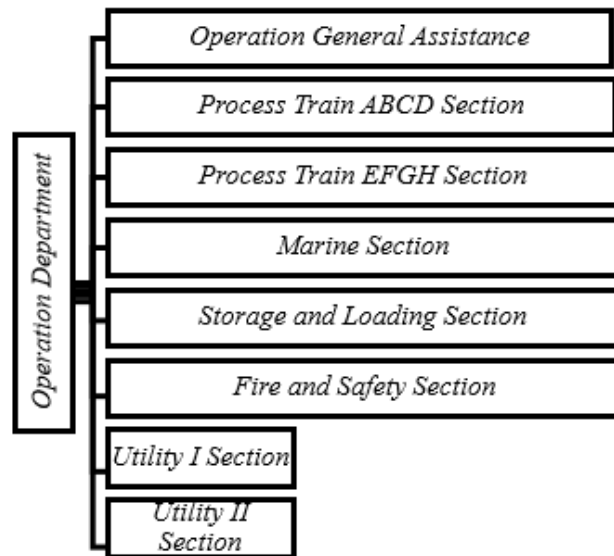 Operation Department
Operation General Assistance
Process Train ABCD Section
Process Train EFGH Section
Marine Section
Storage and Loading Section
Fire and Safety Section
Utility I Section
Utility II
Section